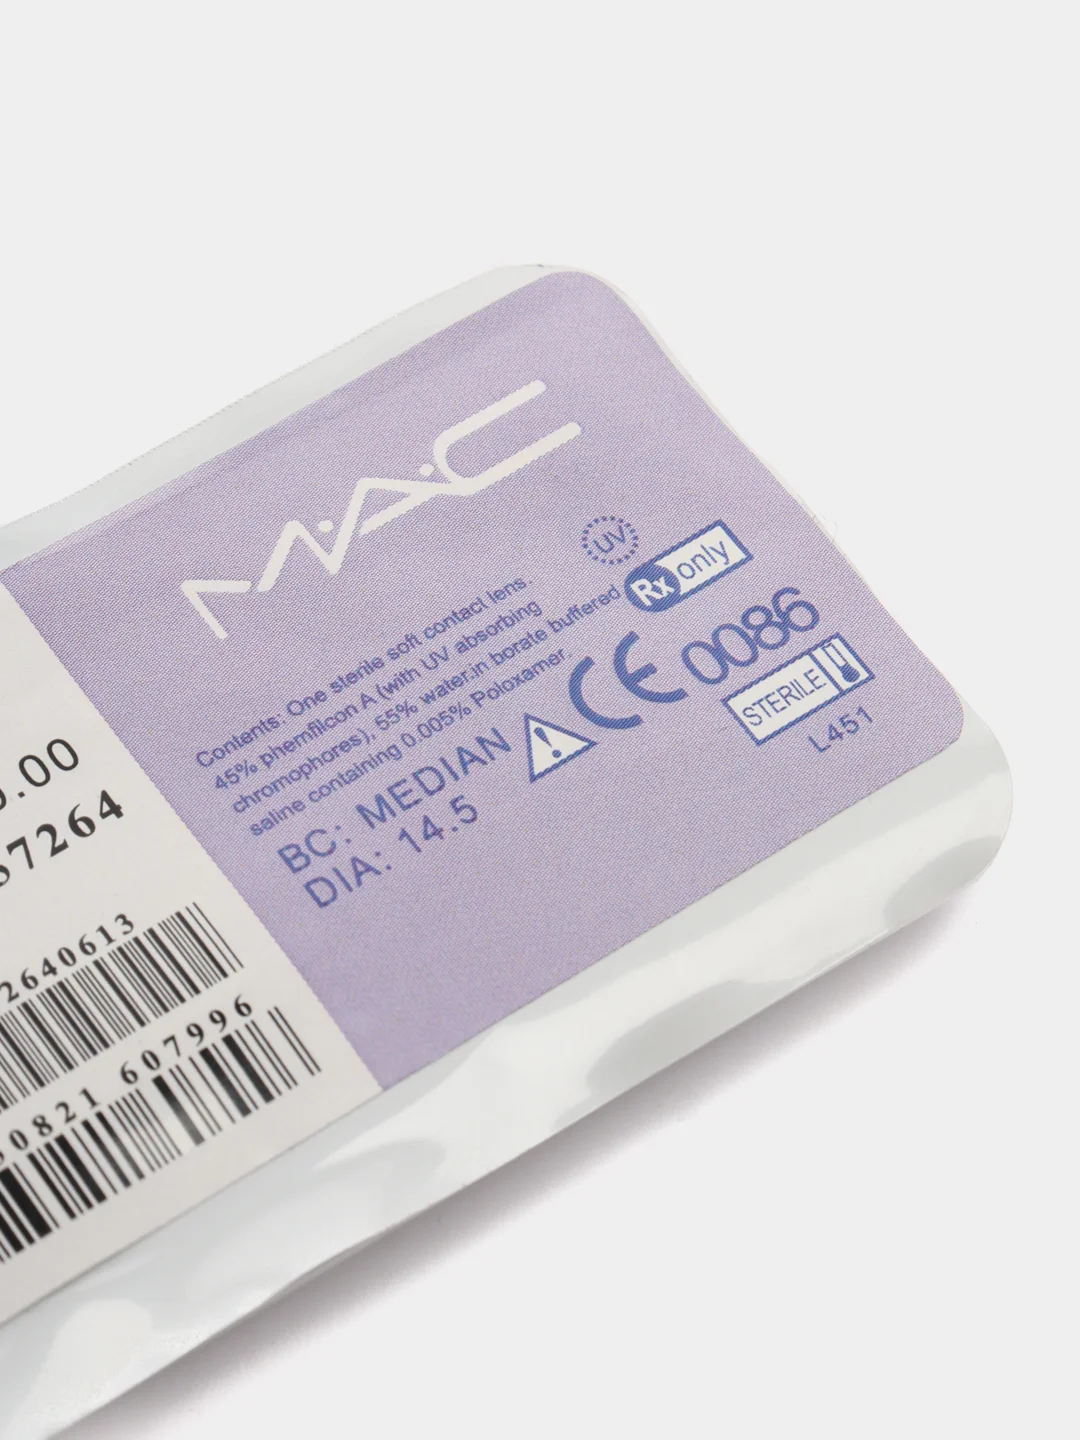 M·A·C
UV
Contents: One sterile soft contact lens.
45% phemfilcon A (with UV absorbing
chromophores), 55% water.in borate buffered
saline containing 0.005% Poloxamer.
Rx only
CE 0086
STERILE
L451
BC: MEDIAN
DIA: 14.5
.00
57264
2640613
0821 607996